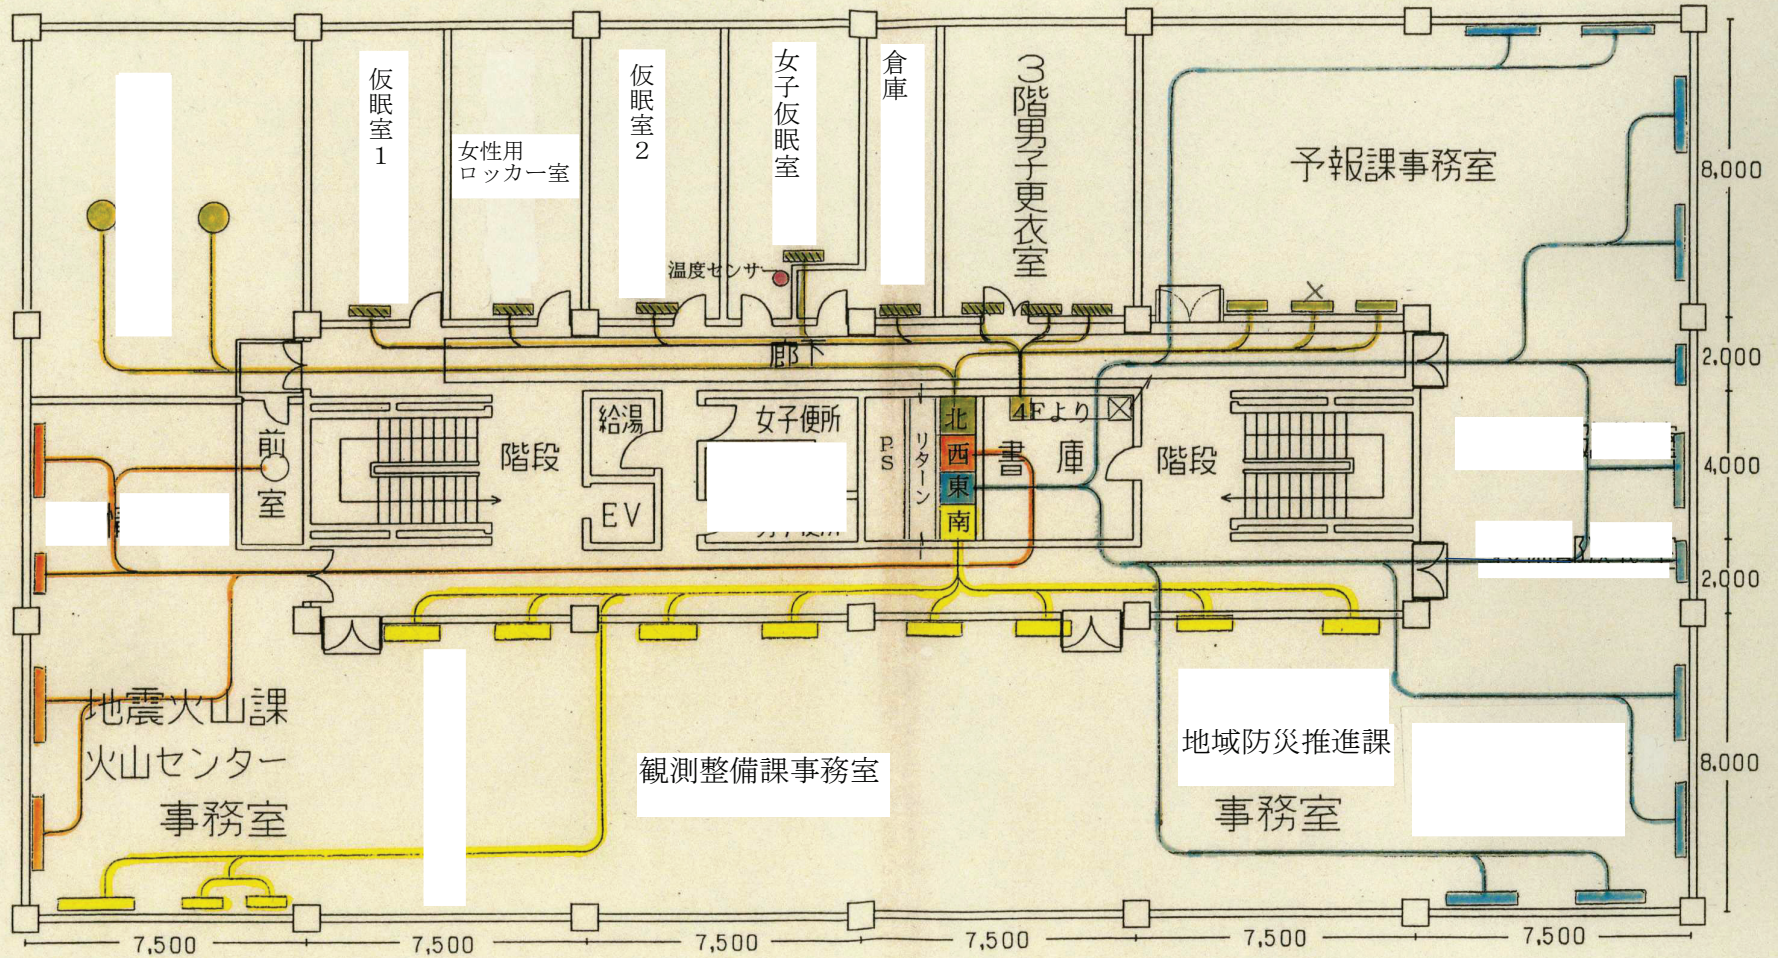 仮眠室1
女性用
ロッカー室
仮眠室2
女子仮眠室
倉庫
3階男子更衣室
予報課事務室
8,000
温度センサー
廊下
2,000
前室
階段
給湯
EV
女子便所
男子便所
PS
リターン
北
西
東
南
4Fより
書庫
階段
4,000
2,000
地震火山課
火山センター
事務室
観測整備課事務室
地域防災推進課
事務室
8,000
7,500
7,500
7,500
7,500
7,500
7,500